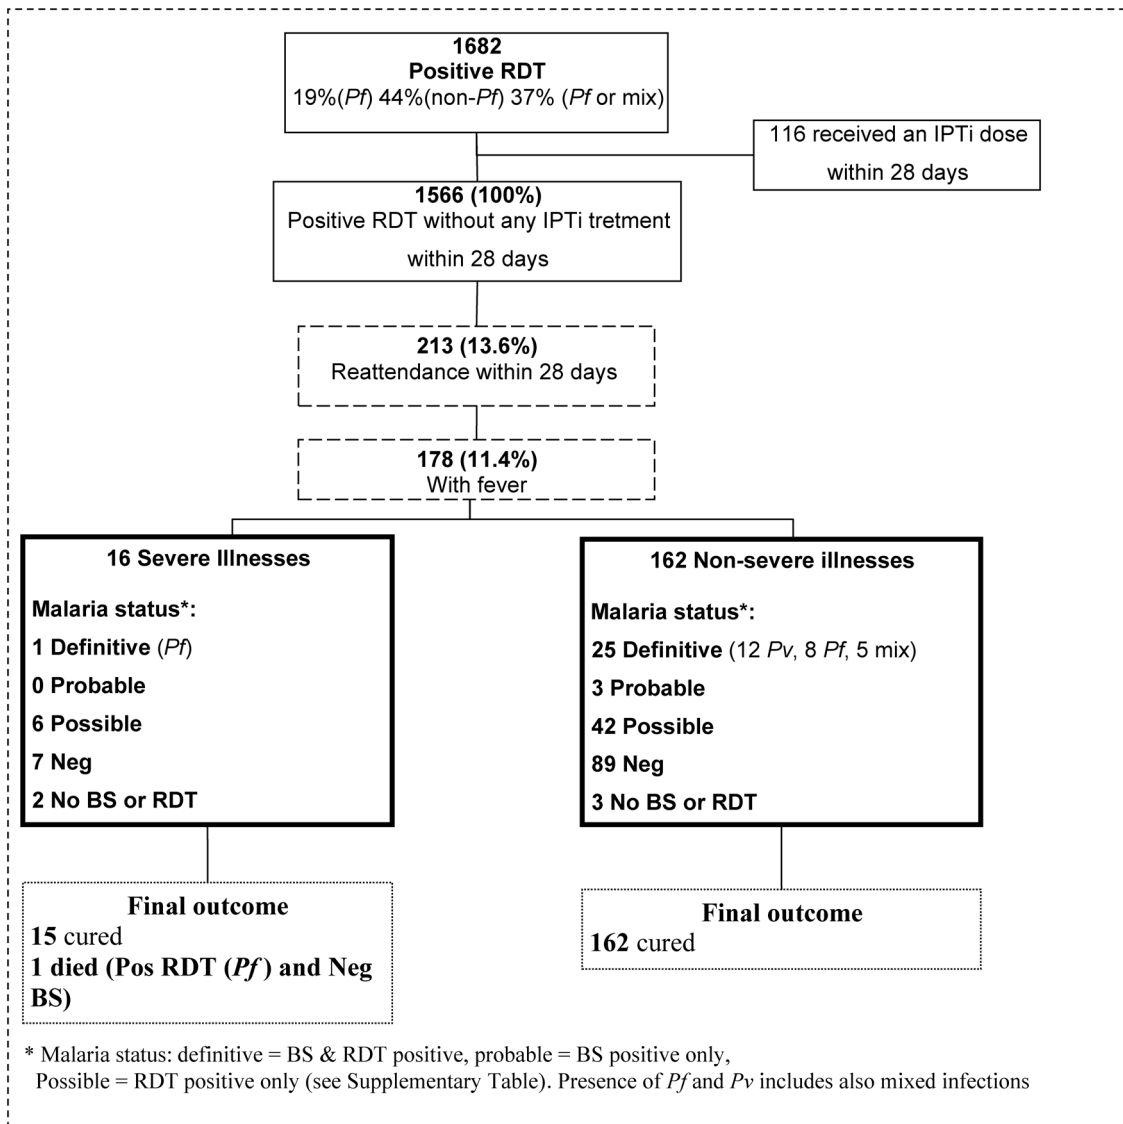 1682
Positive RDT
19%(Pf) 44%(non-Pf) 37% (Pf or mix)
116 received an IPTi dose
within 28 days
1566 (100%)
Positive RDT without any IPTi tretment
within 28 days
213 (13.6%)
Reattendance within 28 days
178 (11.4%)
With fever
16 Severe Illnesses
Malaria status*:
1 Definitive (Pf)
0 Probable
6 Possible
7 Neg
2 No BS or RDT
162 Non-severe illnesses
Malaria status*:
25 Definitive (12 Pv, 8 Pf, 5 mix)
3 Probable
42 Possible
89 Neg
3 No BS or RDT
Final outcome
15 cured
1 died (Pos RDT (Pf) and Neg
BS)
Final outcome
162 cured
* Malaria status: definitive = BS & RDT positive, probable = BS positive only,
Possible = RDT positive only (see Supplementary Table). Presence of Pf and Pv includes also mixed infections